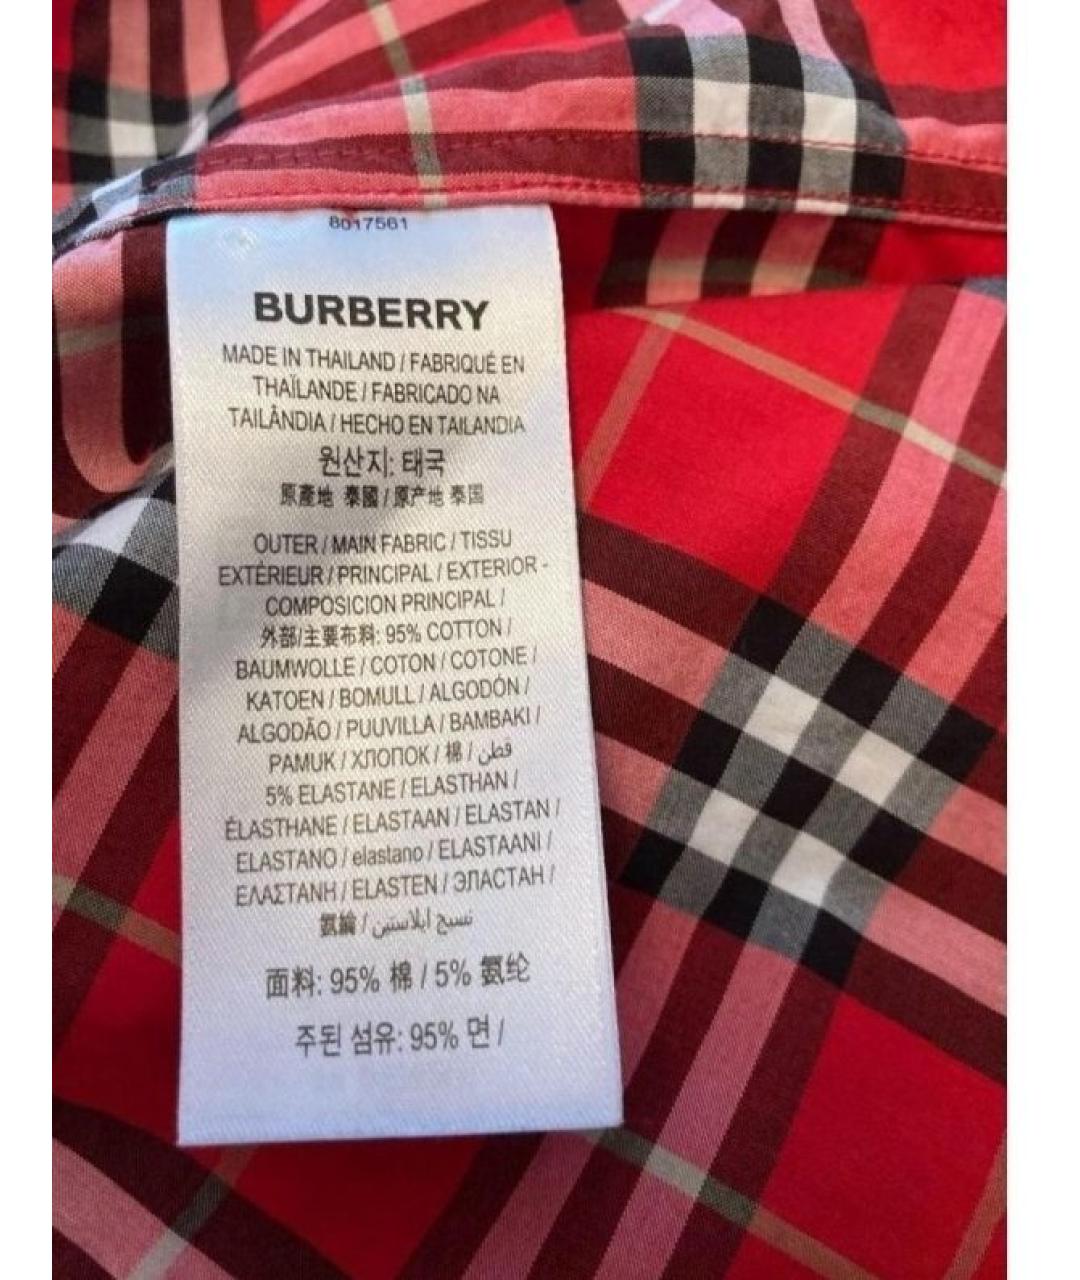 8017561
BURBERRY
MADE IN THAILAND / FABRIQUÉ EN
THAÏLANDE / FABRICADO NA
TAILÂNDIA / HECHO EN TAILANDIA
원산지: 태국
原產地 泰國 / 原产地 泰国
OUTER / MAIN FABRIC / TISSU
EXTÉRIEUR / PRINCIPAL / EXTERIOR -
COMPOSICION PRINCIPAL /
外部/主要布料: 95% COTTON /
BAUMWOLLE / COTON / COTONE /
KATOEN / BOMULL / ALGODÓN /
ALGODÃO / PUUVILLA / BAMBAKI /
PAMUK / ХЛОПОК / 棉 / قطن
5% ELASTANE / ELASTHAN /
ÉLASTHANE / ELASTAAN / ELASTAN /
ELASTANO / elastano / ELASTAANI /
ΕΛΑΣΤΑΝΗ / ELASTEN / ЭЛАСТАН /
氨綸 / نسيج ايلاستين
面料: 95% 棉 / 5% 氨纶
주된 섬유: 95% 면 /